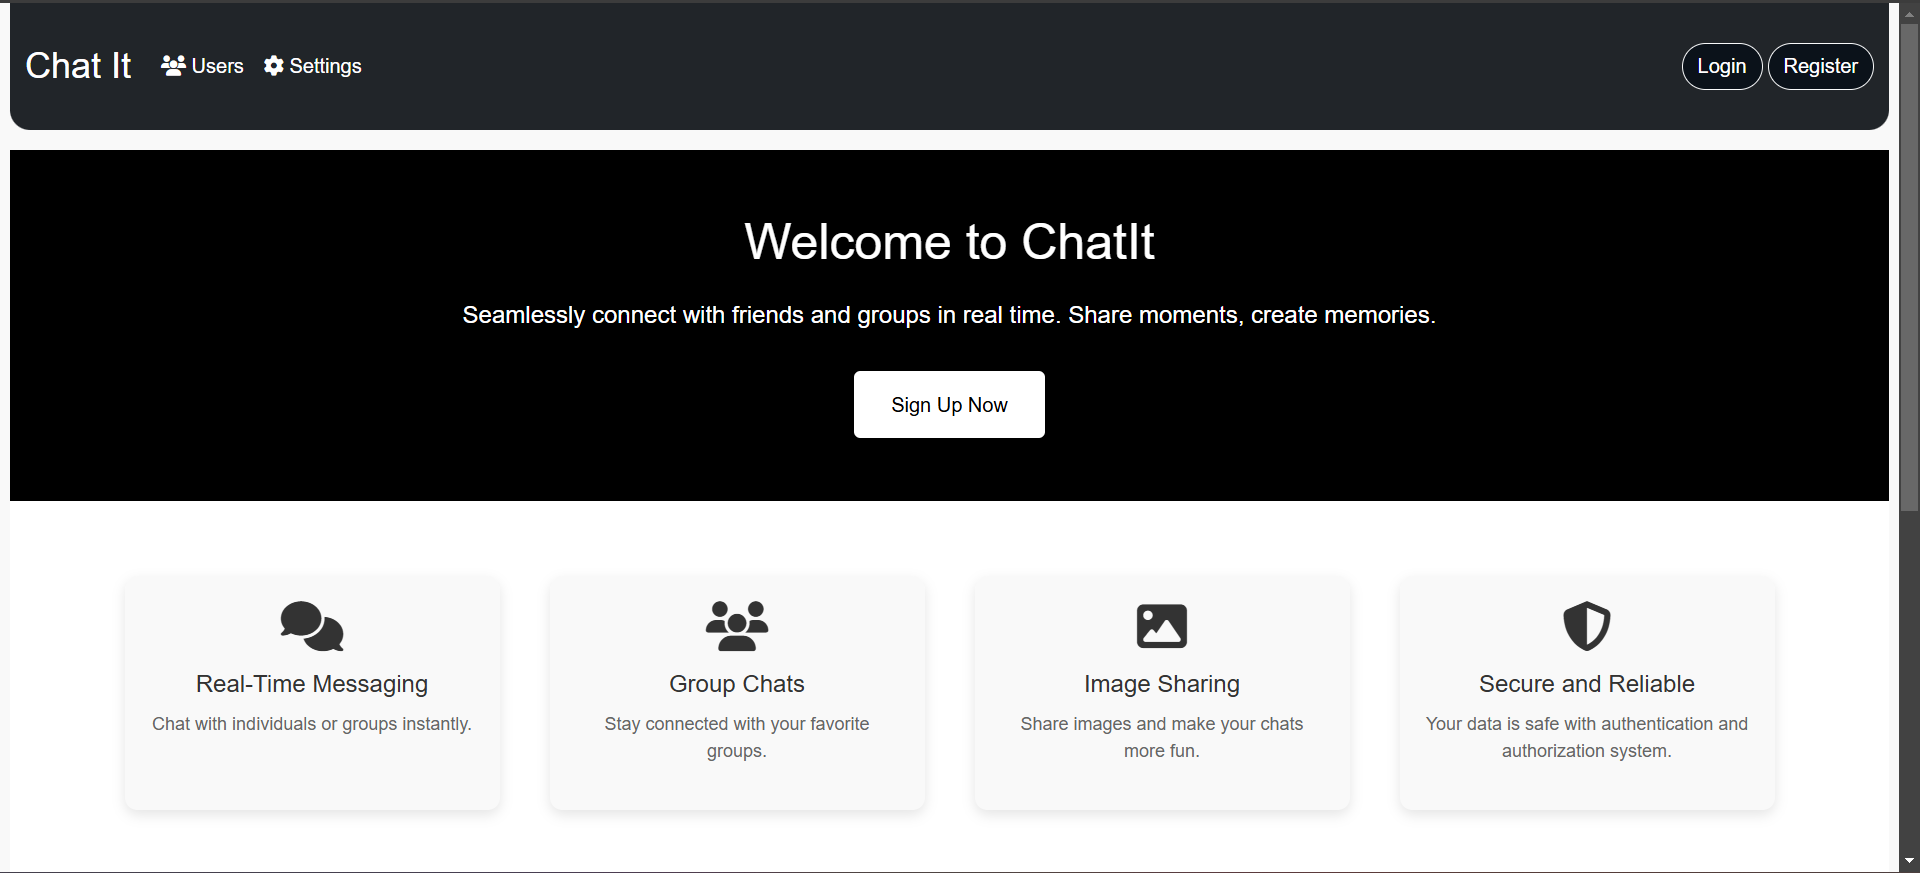 Chat It
Users
Settings
Login
Register
Welcome to ChatIt
Seamlessly connect with friends and groups in real time. Share moments, create memories.
Sign Up Now
Real-Time Messaging
Chat with individuals or groups instantly.
Group Chats
Stay connected with your favorite
groups.
Image Sharing
Share images and make your chats
more fun.
Secure and Reliable
Your data is safe with authentication and
authorization system.